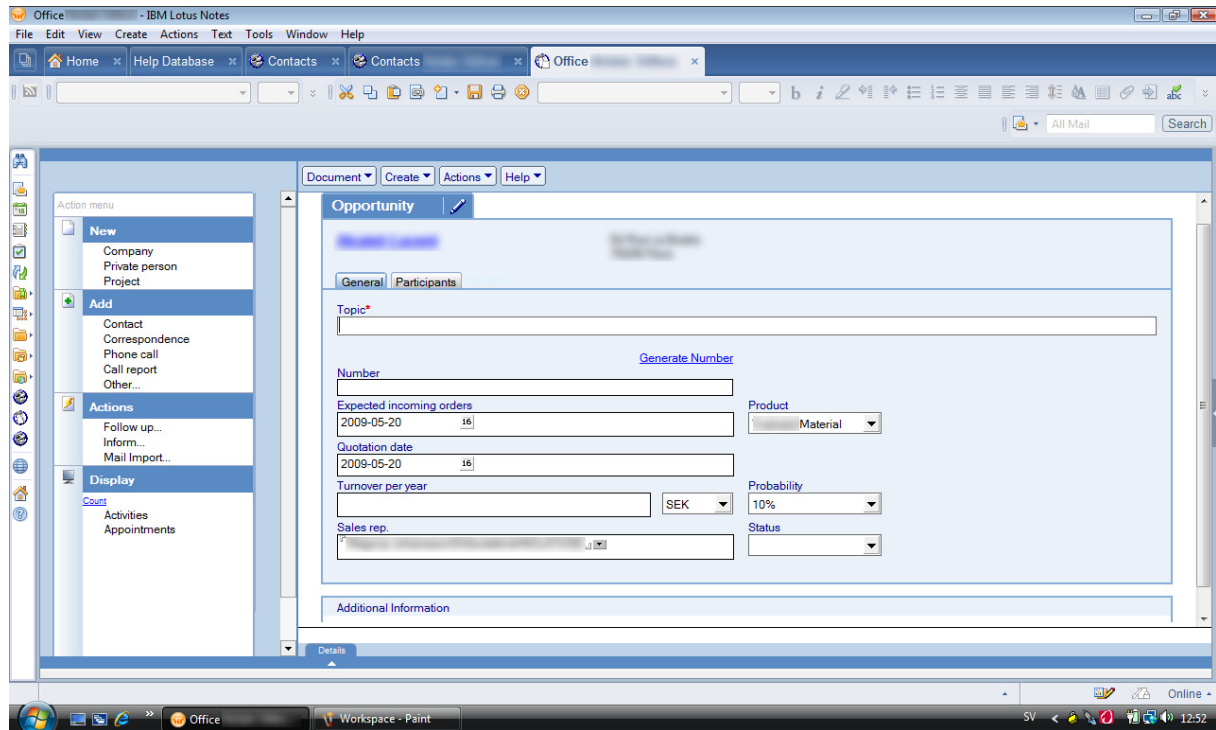 Office - IBM Lotus Notes
File Edit View Create Actions Text Tools Window Help
Home Help Database Contacts Contacts Office
b i abc
All Mail Search
Document Create Actions Help
Action menu
New
Company
Private person
Project
Add
Contact
Correspondence
Phone call
Call report
Other...
Actions
Follow up...
Inform...
Mail Import...
Display
Count
Activities
Appointments
Opportunity
General Participants
Topic*
Generate Number
Number
Expected incoming orders Product
2009-05-20 16 Material
Quotation date
2009-05-20 16
Turnover per year Probability
SEK 10%
Sales rep. Status
Additional Information
Details
Online
Office Workspace - Paint SV 12:52